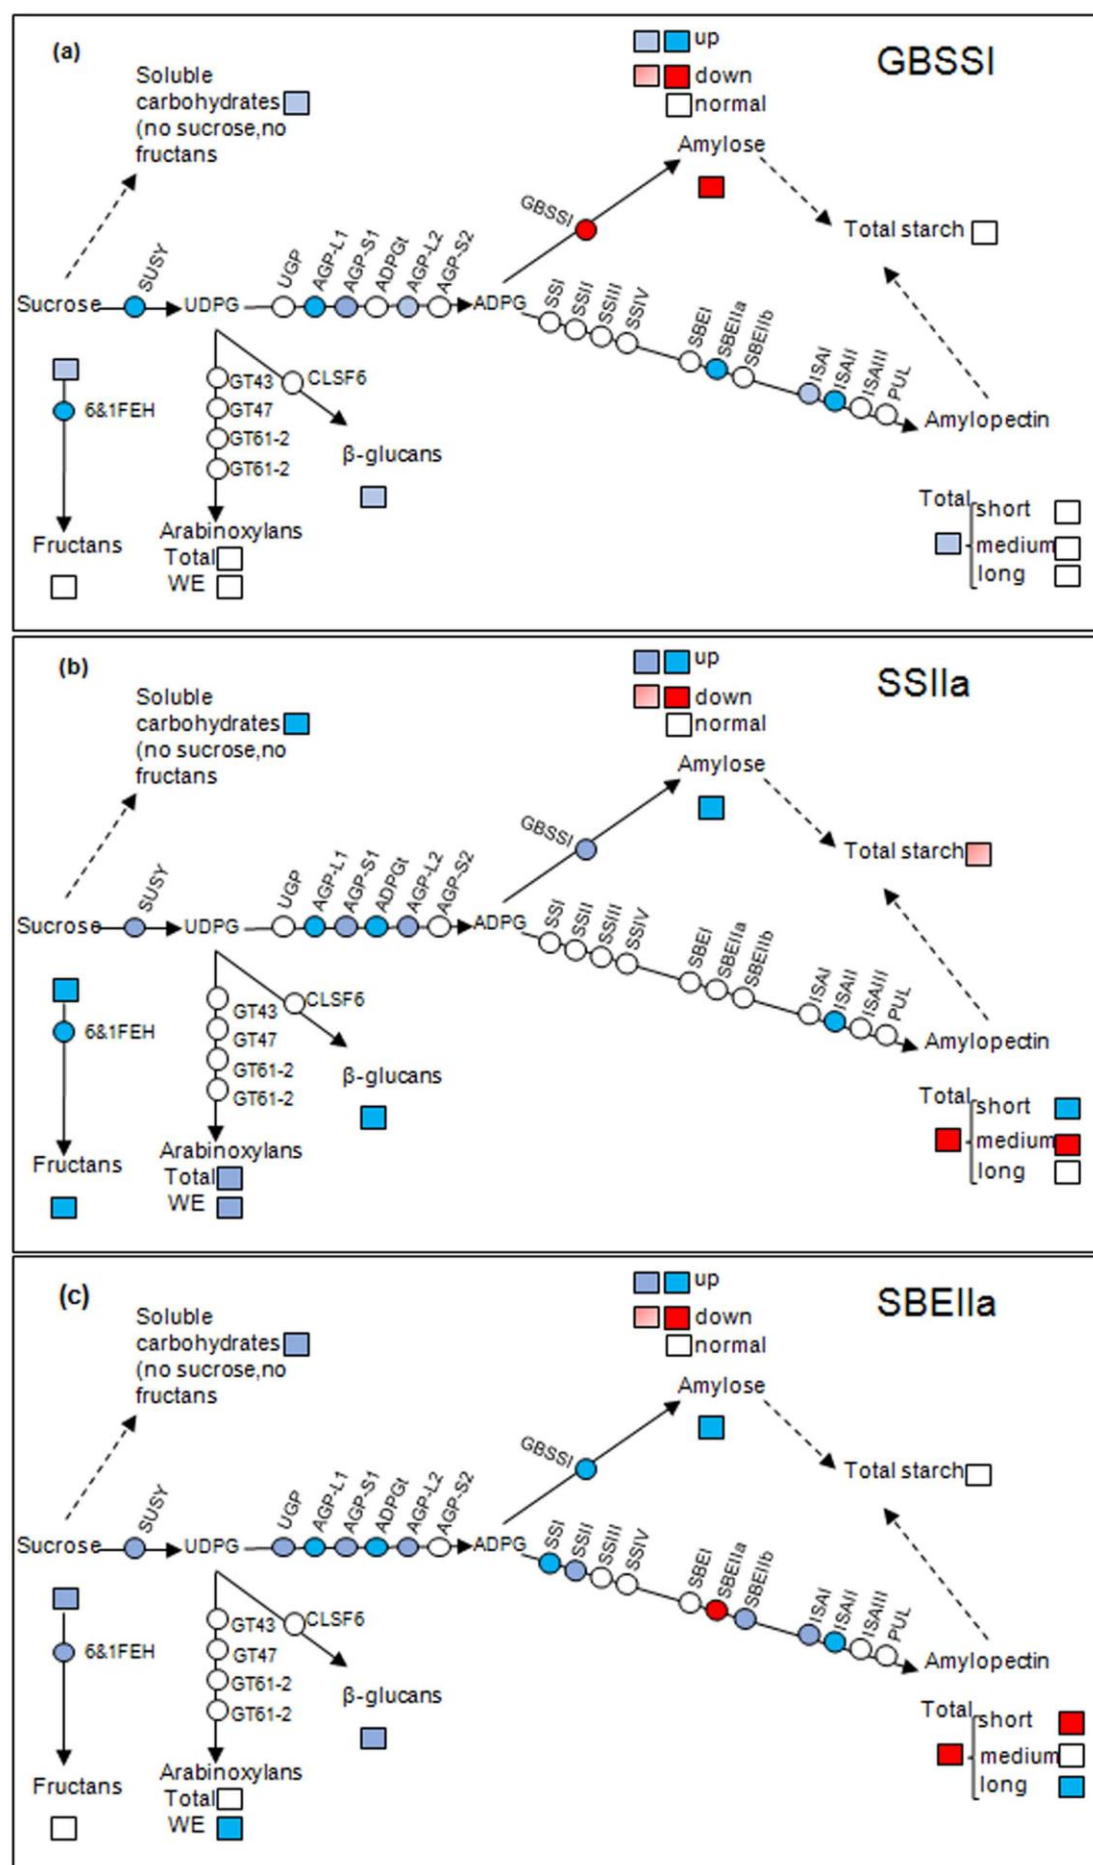 (a)
up
down
normal
GBSSI
Soluble
carbohydrates
(no sucrose,no
fructans
Amylose
GBSSI
Total starch
SUSY
UGP
AGP-L1
AGP-S1
ADPGt
AGP-L2
AGP-S2
Sucrose
UDPG
ADPG
SSI
SSII
SSIII
SSIV
SBEI
SBEIIa
SBEIIb
ISAI
ISAII
ISAIII
PUL
Amylopectin
6&1FEH
GT43
GT47
GT61-2
GT61-2
CLSF6
β-glucans
Fructans
Arabinoxylans
Total
WE
Total
short
medium
long
(b)
up
down
normal
SSIIa
Soluble
carbohydrates
(no sucrose,no
fructans
Amylose
GBSSI
Total starch
SUSY
UGP
AGP-L1
AGP-S1
ADPGt
AGP-L2
AGP-S2
Sucrose
UDPG
ADPG
SSI
SSII
SSIII
SSIV
SBEI
SBEIIa
SBEIIb
ISAI
ISAII
ISAIII
PUL
Amylopectin
6&1FEH
GT43
GT47
GT61-2
GT61-2
CLSF6
β-glucans
Fructans
Arabinoxylans
Total
WE
Total
short
medium
long
(c)
up
down
normal
SBEIIa
Soluble
carbohydrates
(no sucrose,no
fructans
Amylose
GBSSI
Total starch
SUSY
UGP
AGP-L1
AGP-S1
ADPGt
AGP-L2
AGP-S2
Sucrose
UDPG
ADPG
SSI
SSII
SSIII
SSIV
SBEI
SBEIIa
SBEIIb
ISAI
ISAII
ISAIII
PUL
Amylopectin
6&1FEH
GT43
GT47
GT61-2
GT61-2
CLSF6
β-glucans
Fructans
Arabinoxylans
Total
WE
Total
short
medium
long